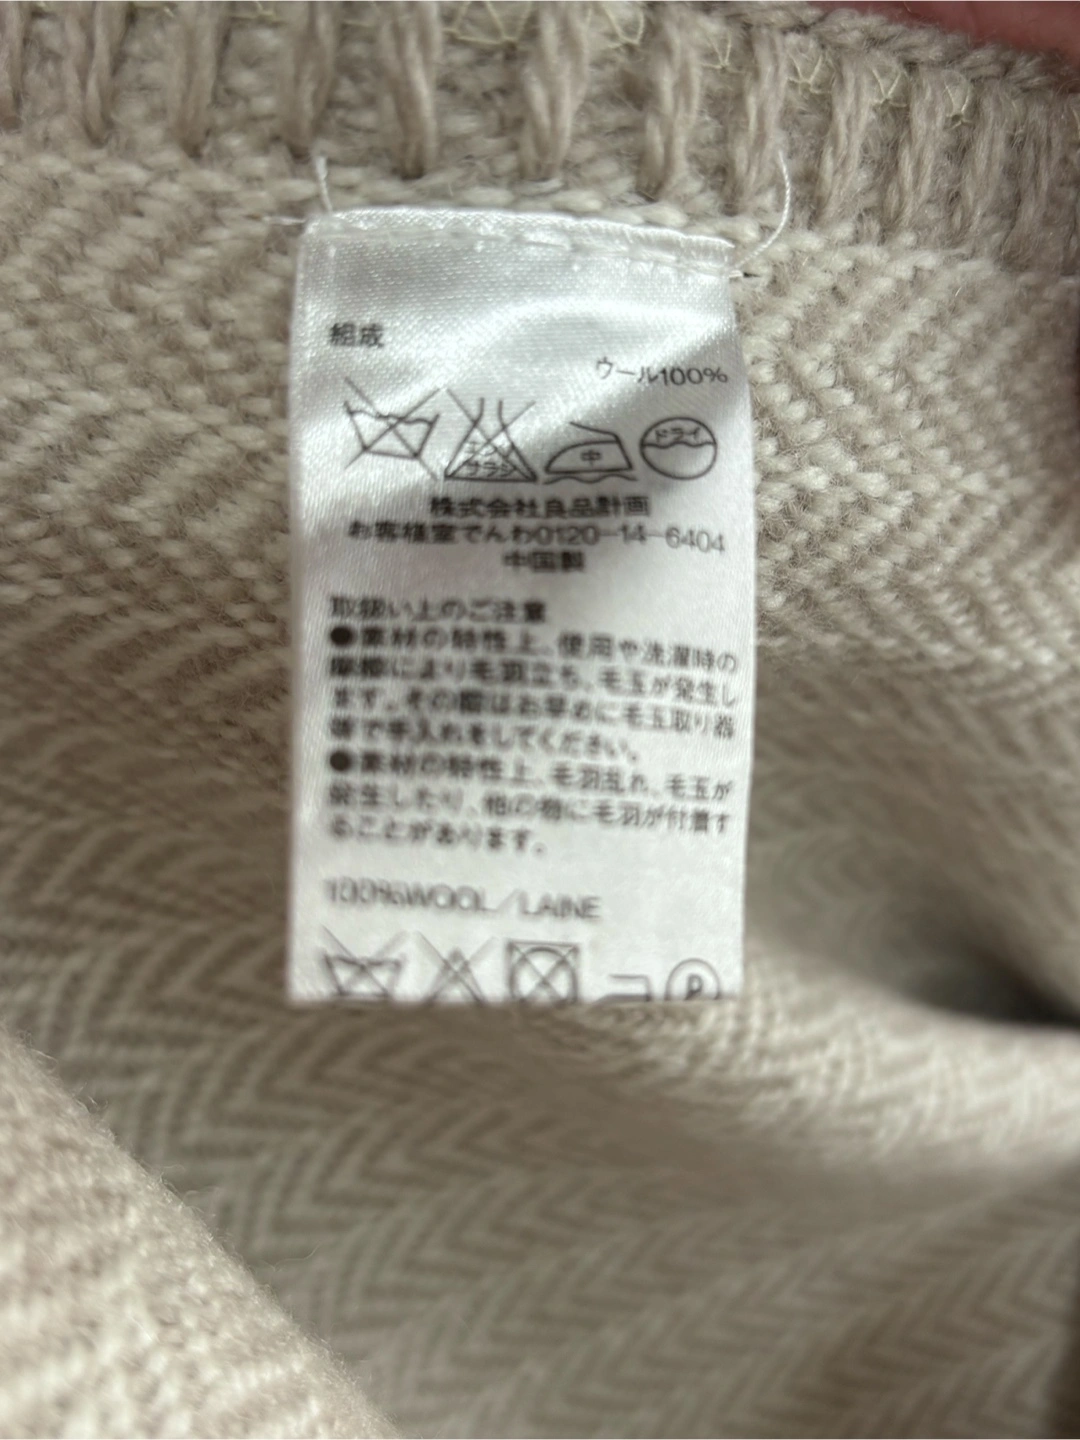 組成
ウール100%
エンソ
サラシ
中
ドライ
株式会社良品計画
お客様室でんわ0120-14-6404
中国製
取扱い上のご注意
●素材の特性上、使用や洗濯時の
摩擦により毛羽立ち、毛玉が発生し
ます。その際はお早めに毛玉取り器
等で手入れをしてください。
●素材の特性上、毛羽乱れ、毛玉が
発生したり、他の物に毛羽が付着す
ることがあります。
100%WOOL/LAINE
P